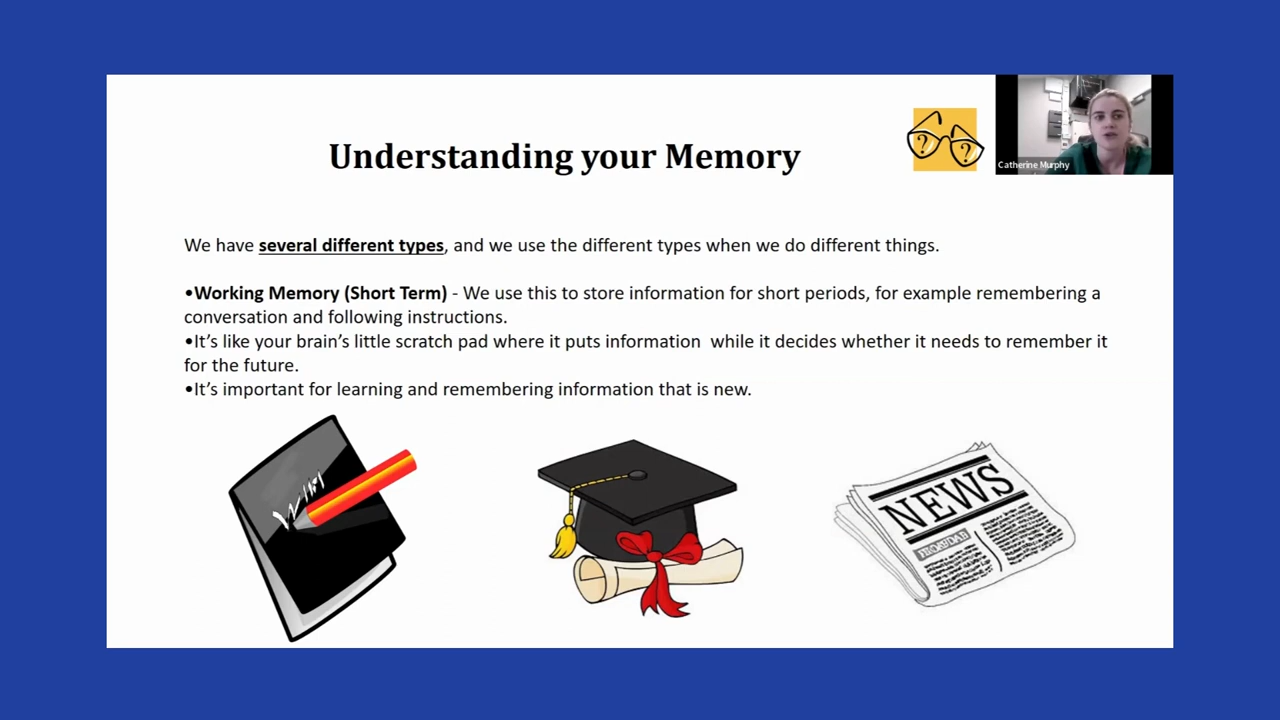 Understanding your Memory
? ?
Catherine Murphy
We have several different types, and we use the different types when we do different things.
•Working Memory (Short Term) - We use this to store information for short periods, for example remembering a
conversation and following instructions.
•It’s like your brain’s little scratch pad where it puts information  while it decides whether it needs to remember it
for the future.
•It’s important for learning and remembering information that is new.
NEWS